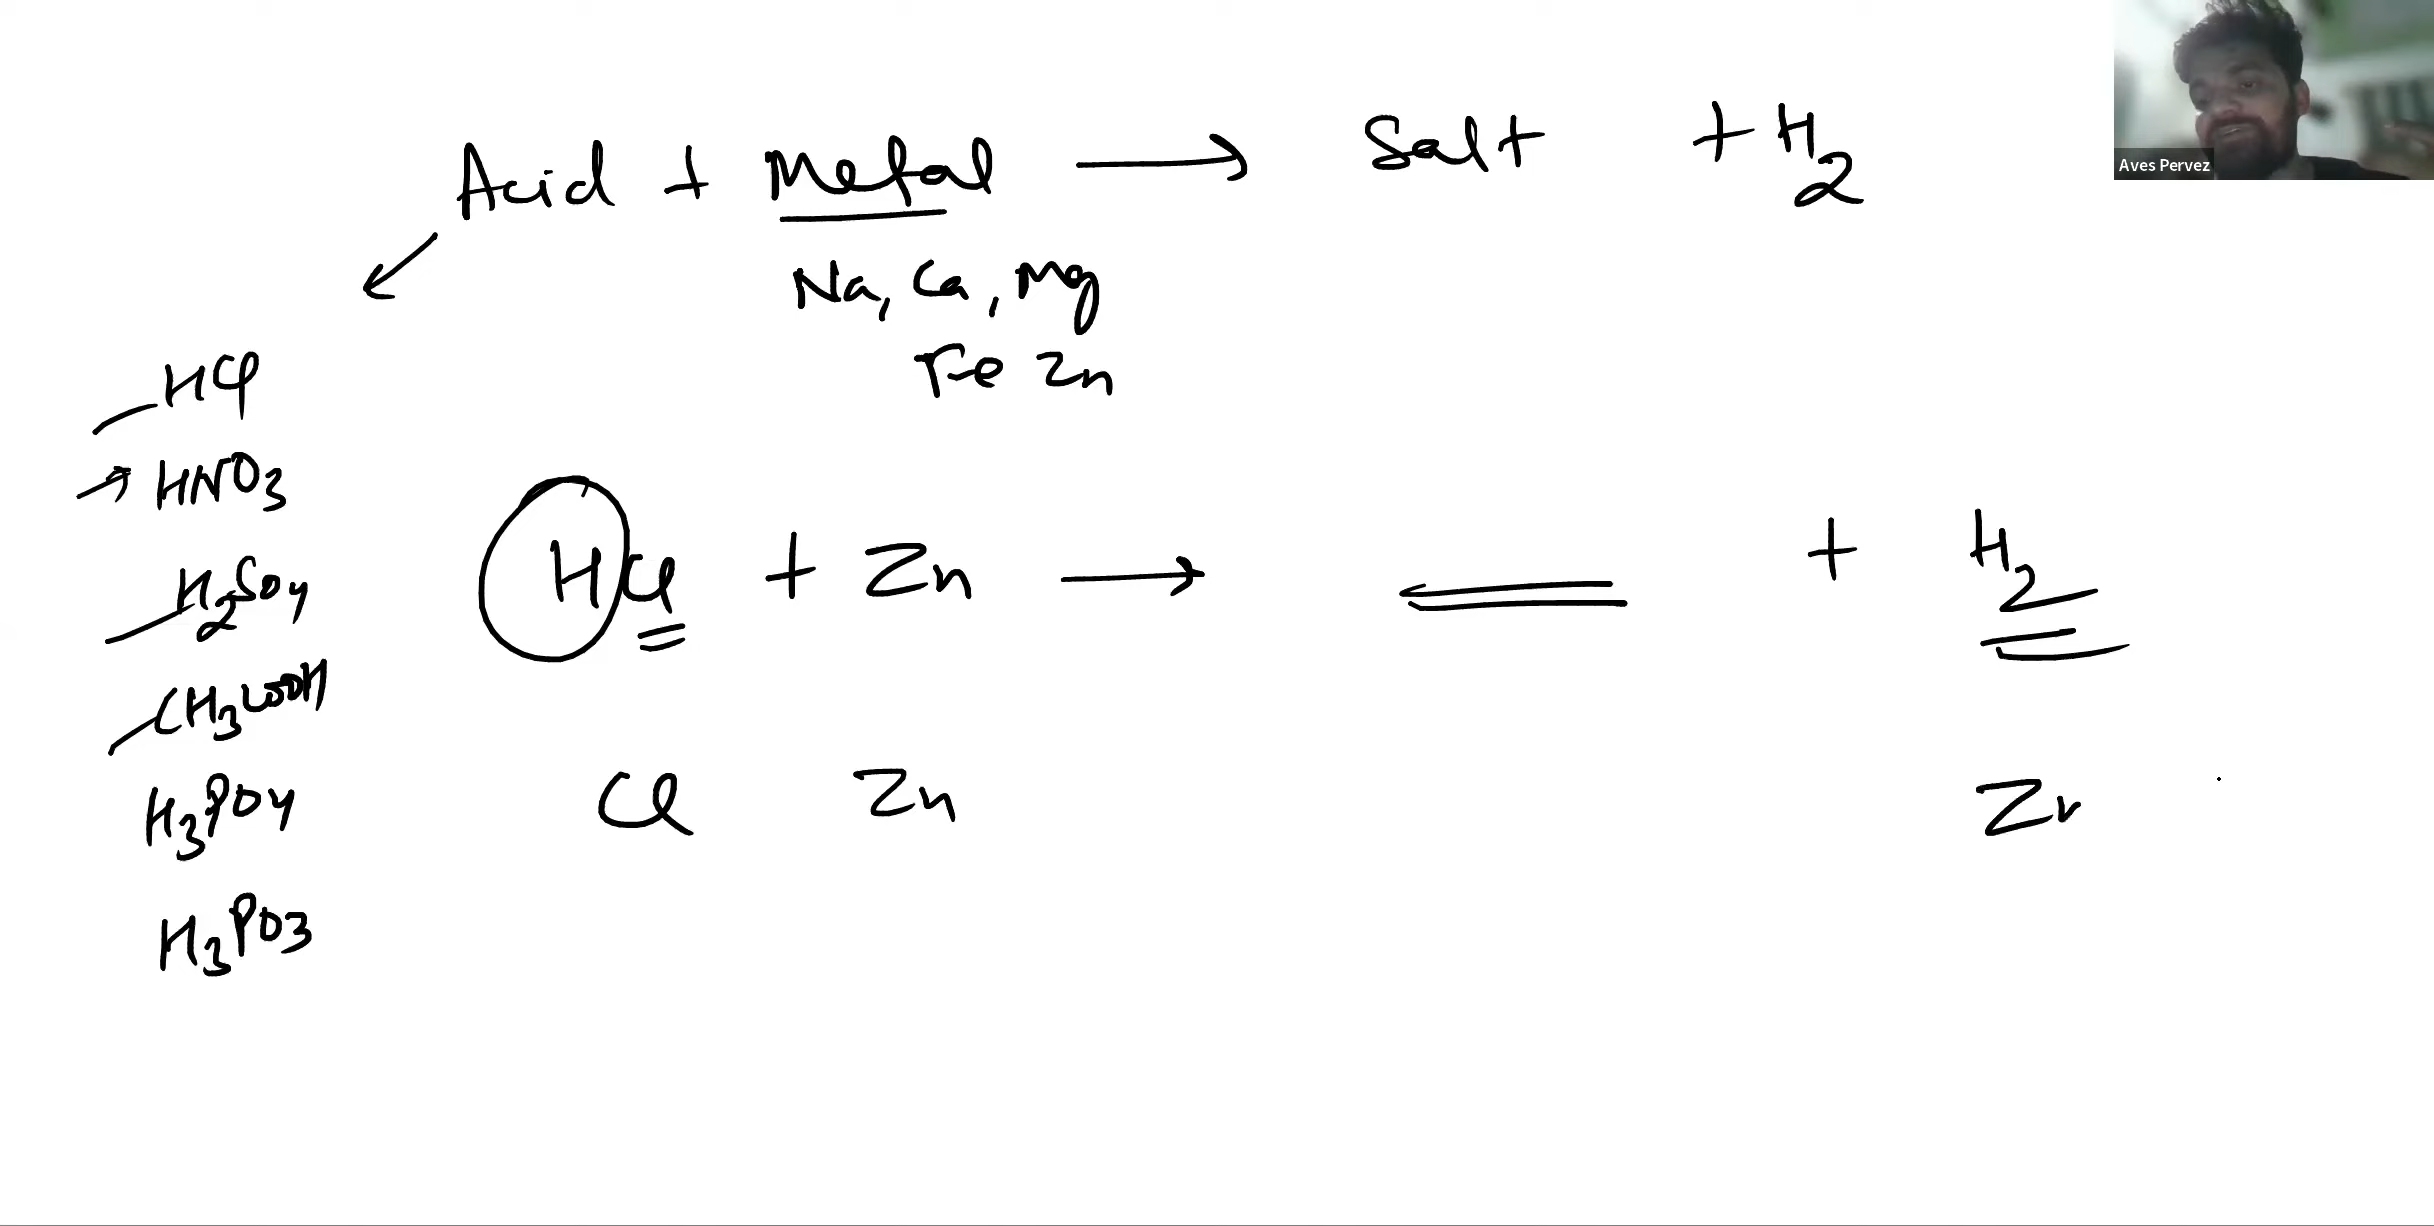 Acid + Metal → Salt + H2
Aves Pervez
Na, Ca, Mg
Fe Zn
HCl
HNO3
H2SO4
CH3COOH
H3PO4
H3PO3
HCl + Zn → + H2
Cl Zn Zn